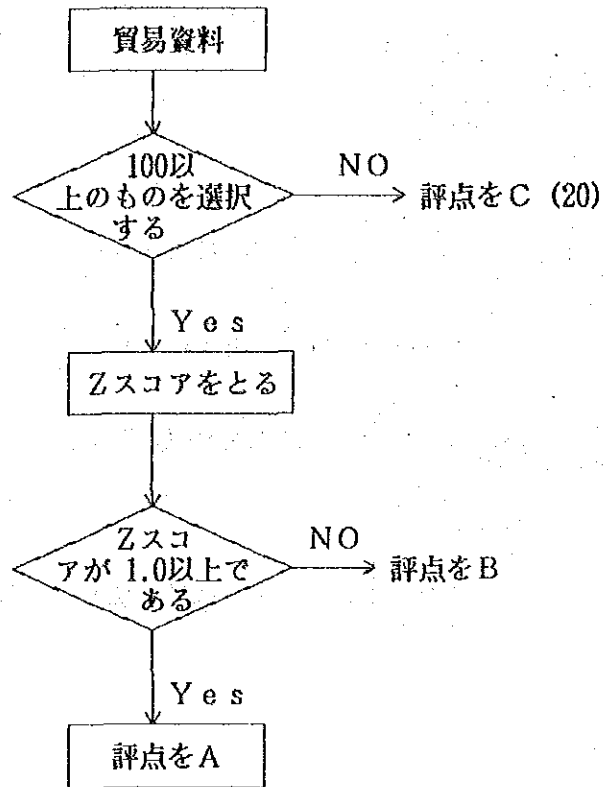 貿易資料
100以
上のものを選択
する
NO
評点をC (20)
Yes
Zスコアをとる
Zスコ
アが 1.0以上で
ある
NO
評点をB
Yes
評点をA